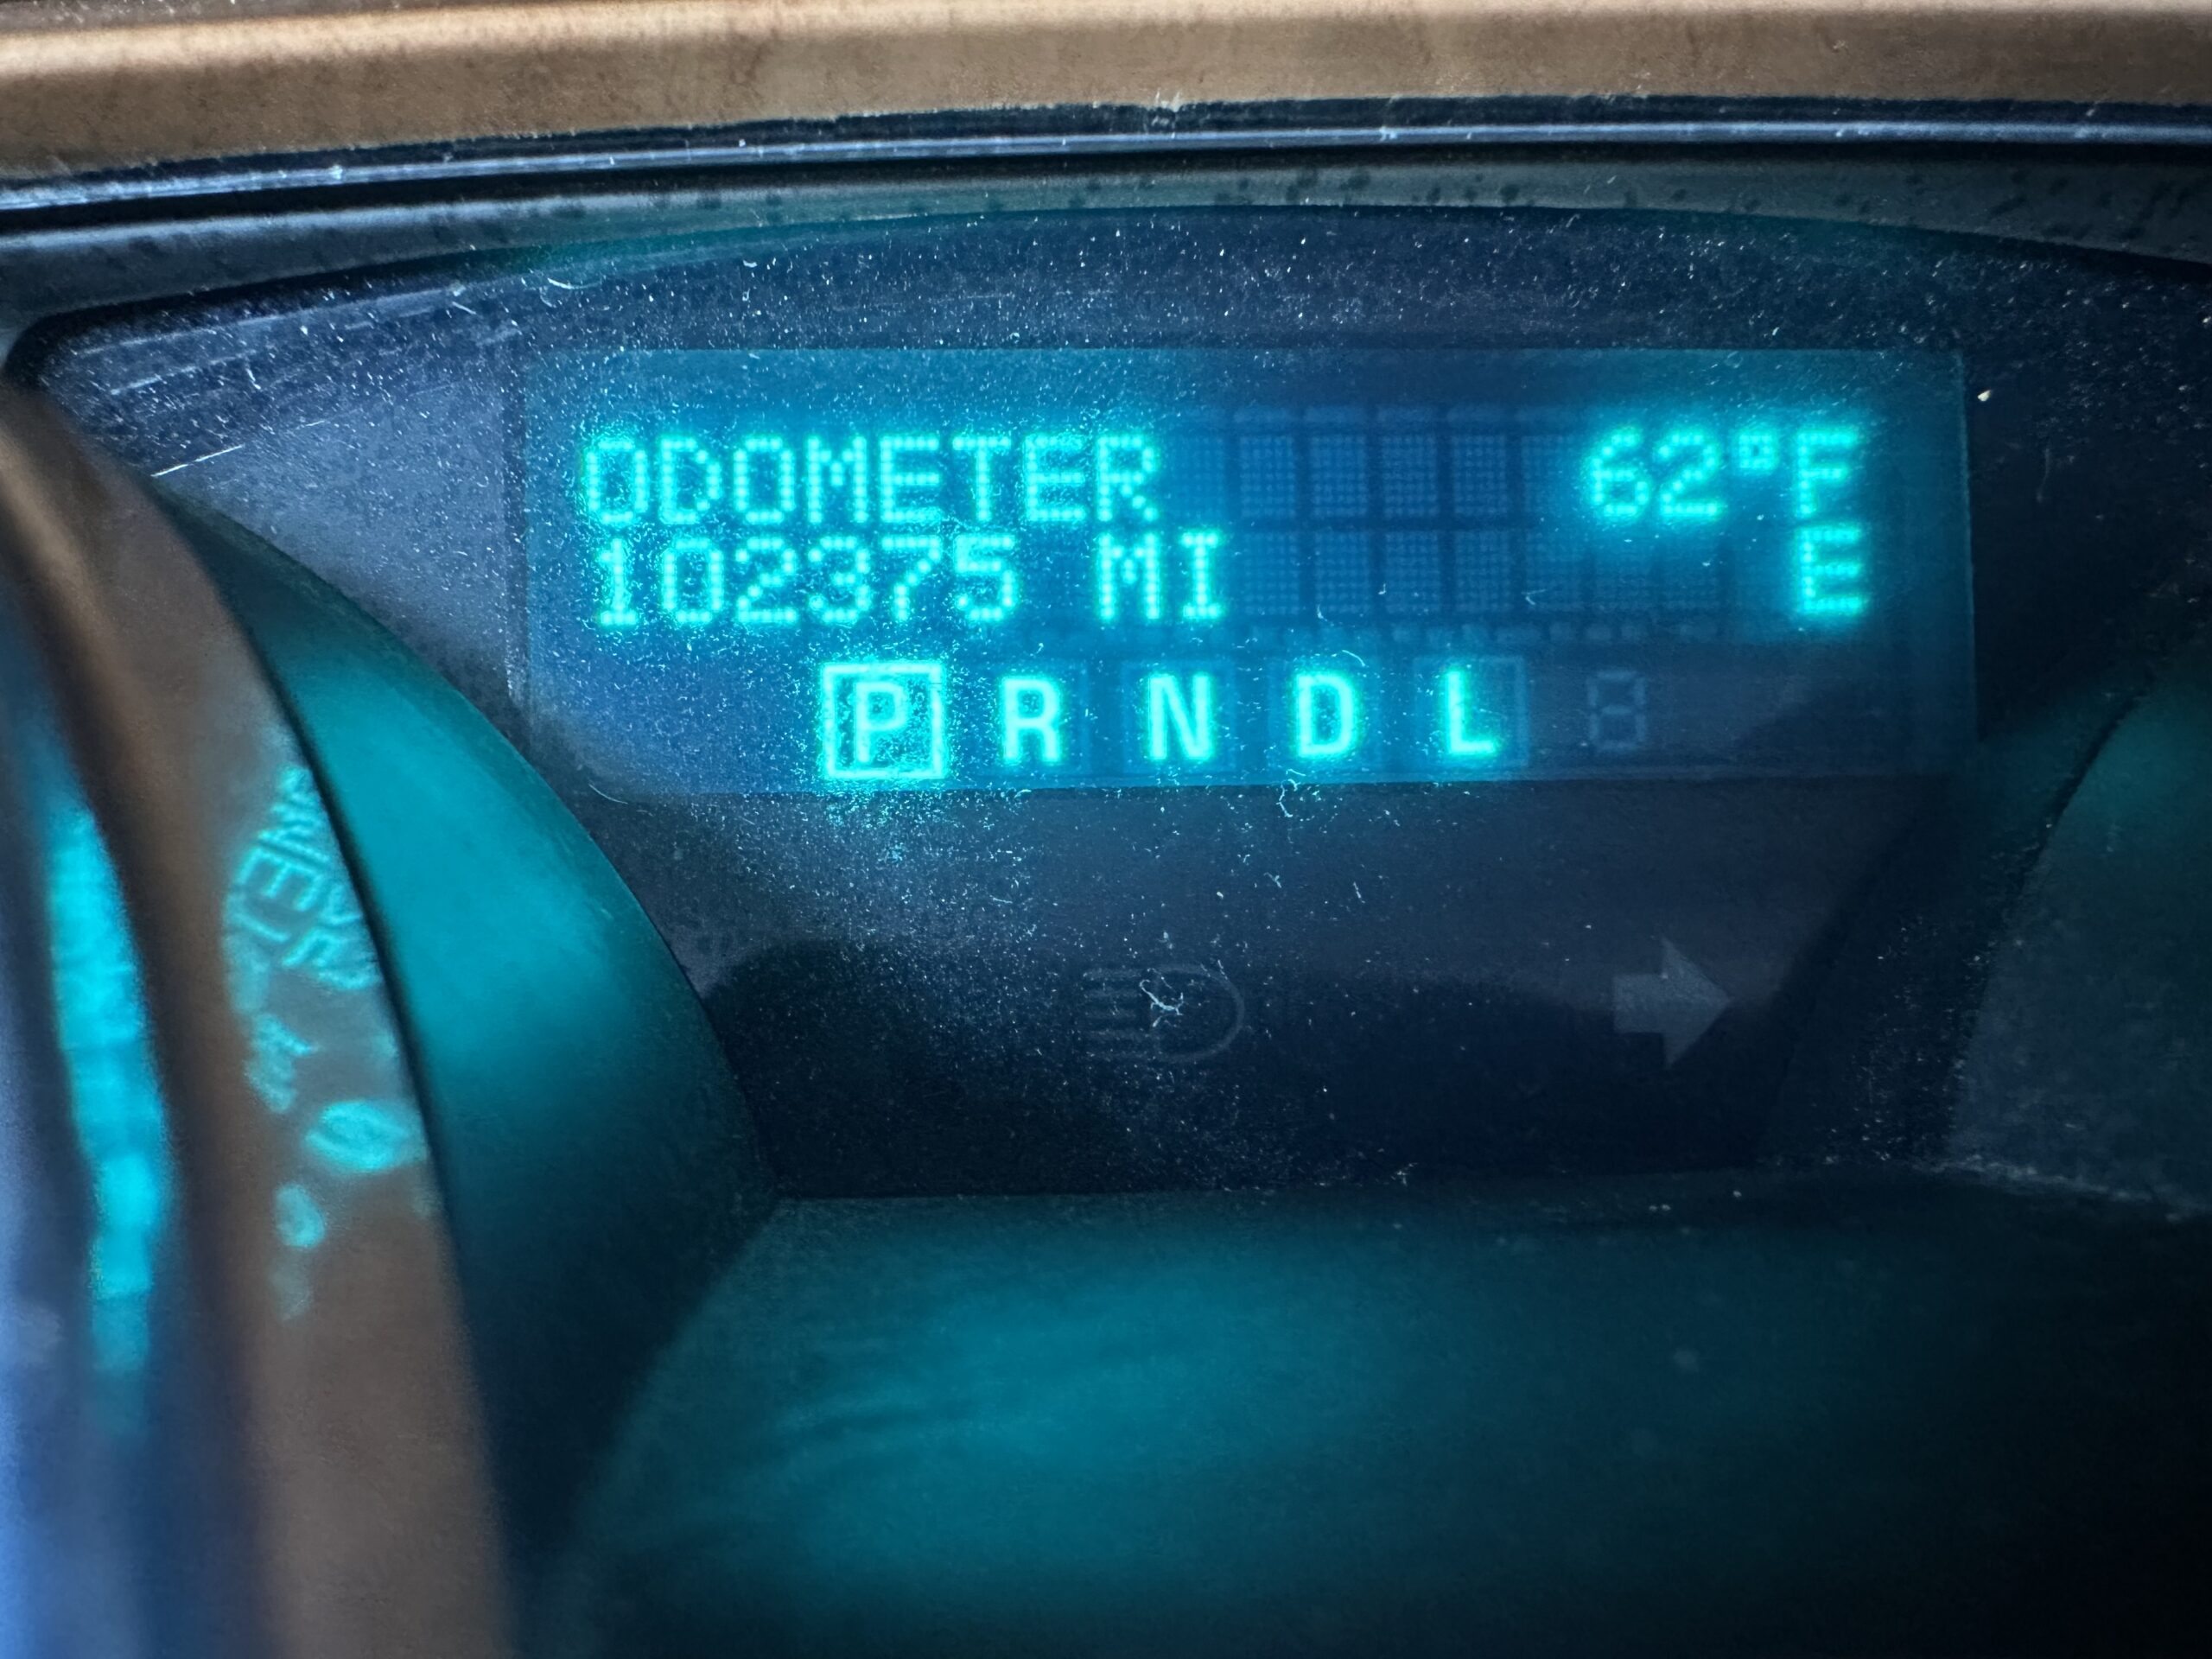 ODOMETER 62°F
102375 MI E
P R N D L